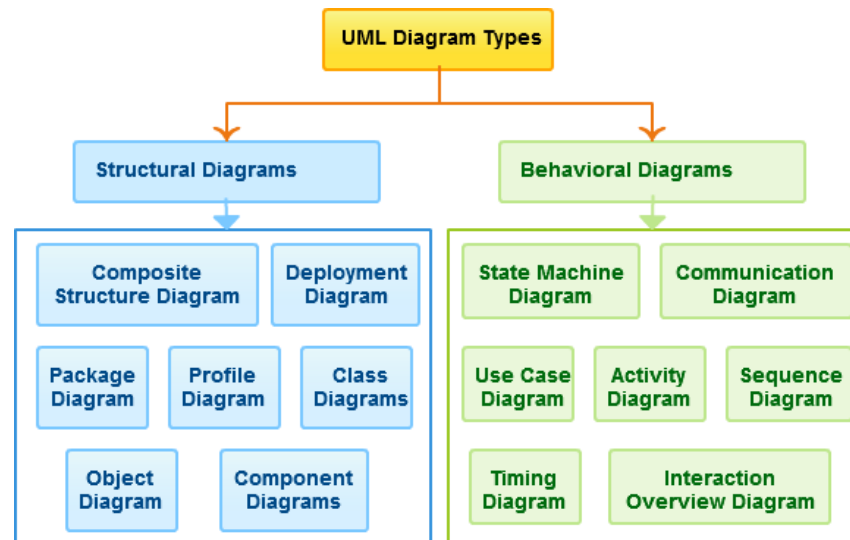 UML Diagram Types
Structural Diagrams
Behavioral Diagrams
Composite
Structure Diagram
Deployment
Diagram
Package
Diagram
Profile
Diagram
Class
Diagrams
Object
Diagram
Component
Diagrams
State Machine
Diagram
Communication
Diagram
Use Case
Diagram
Activity
Diagram
Sequence
Diagram
Timing
Diagram
Interaction
Overview Diagram